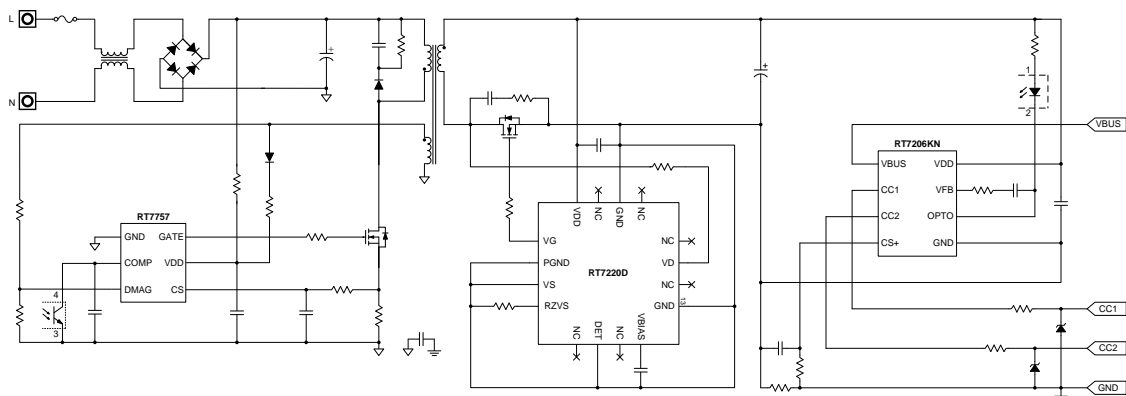 L
N
+
+
1
2
VBUS
RT7206KN
VBUS
VDD
CC1
VFB
CC2
OPTO
CS+
GND
RT7757
GND
GATE
COMP
VDD
DMAG
CS
4
3
VDD
NC
GND
NC
VG
NC
PGND
RT7220D
VD
VS
NC
RZVS
GND
13
NC
DET
NC
VBIAS
CC1
CC2
GND